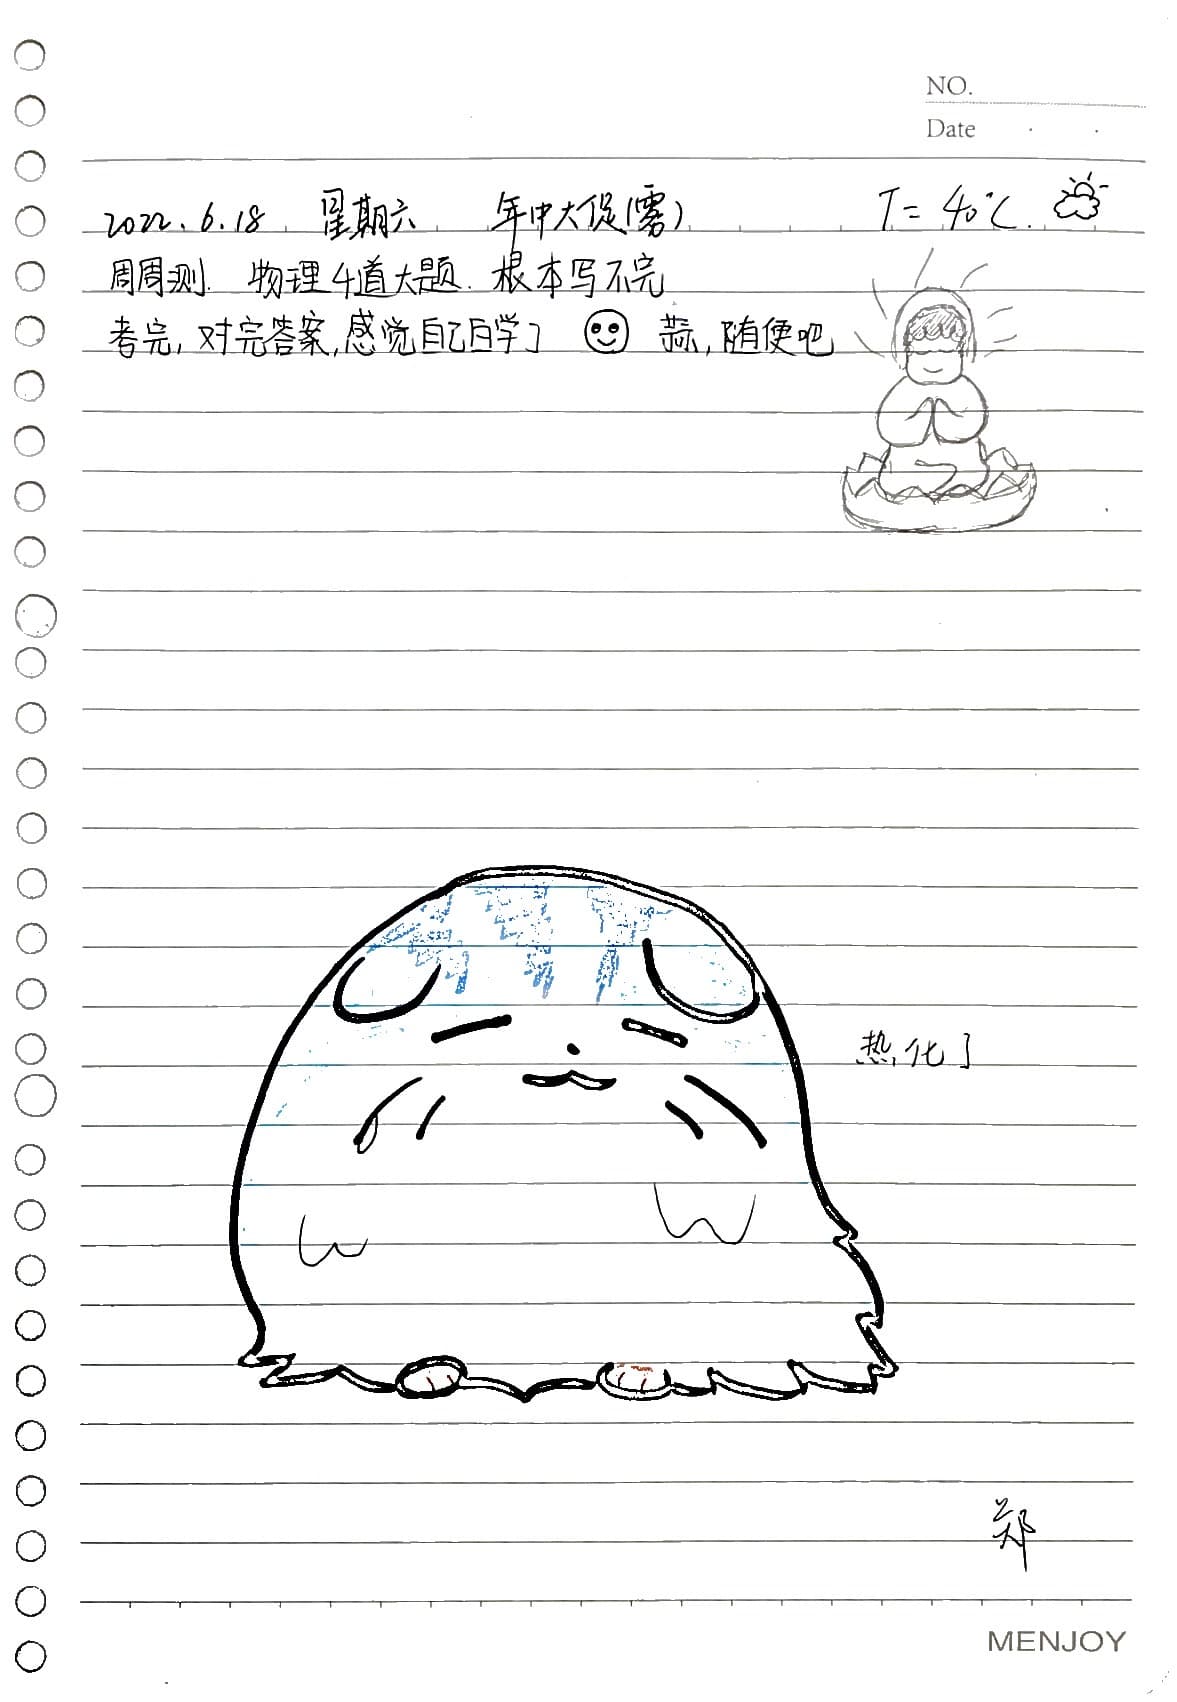 NO.
Date
2022.6.18 星期六 年中大促(雾) T=40℃
周周测. 物理4道大题. 根本写不完
考完, 对完答案, 感觉自己白学了 蒜, 随便吧
热化了
郑
MENJOY